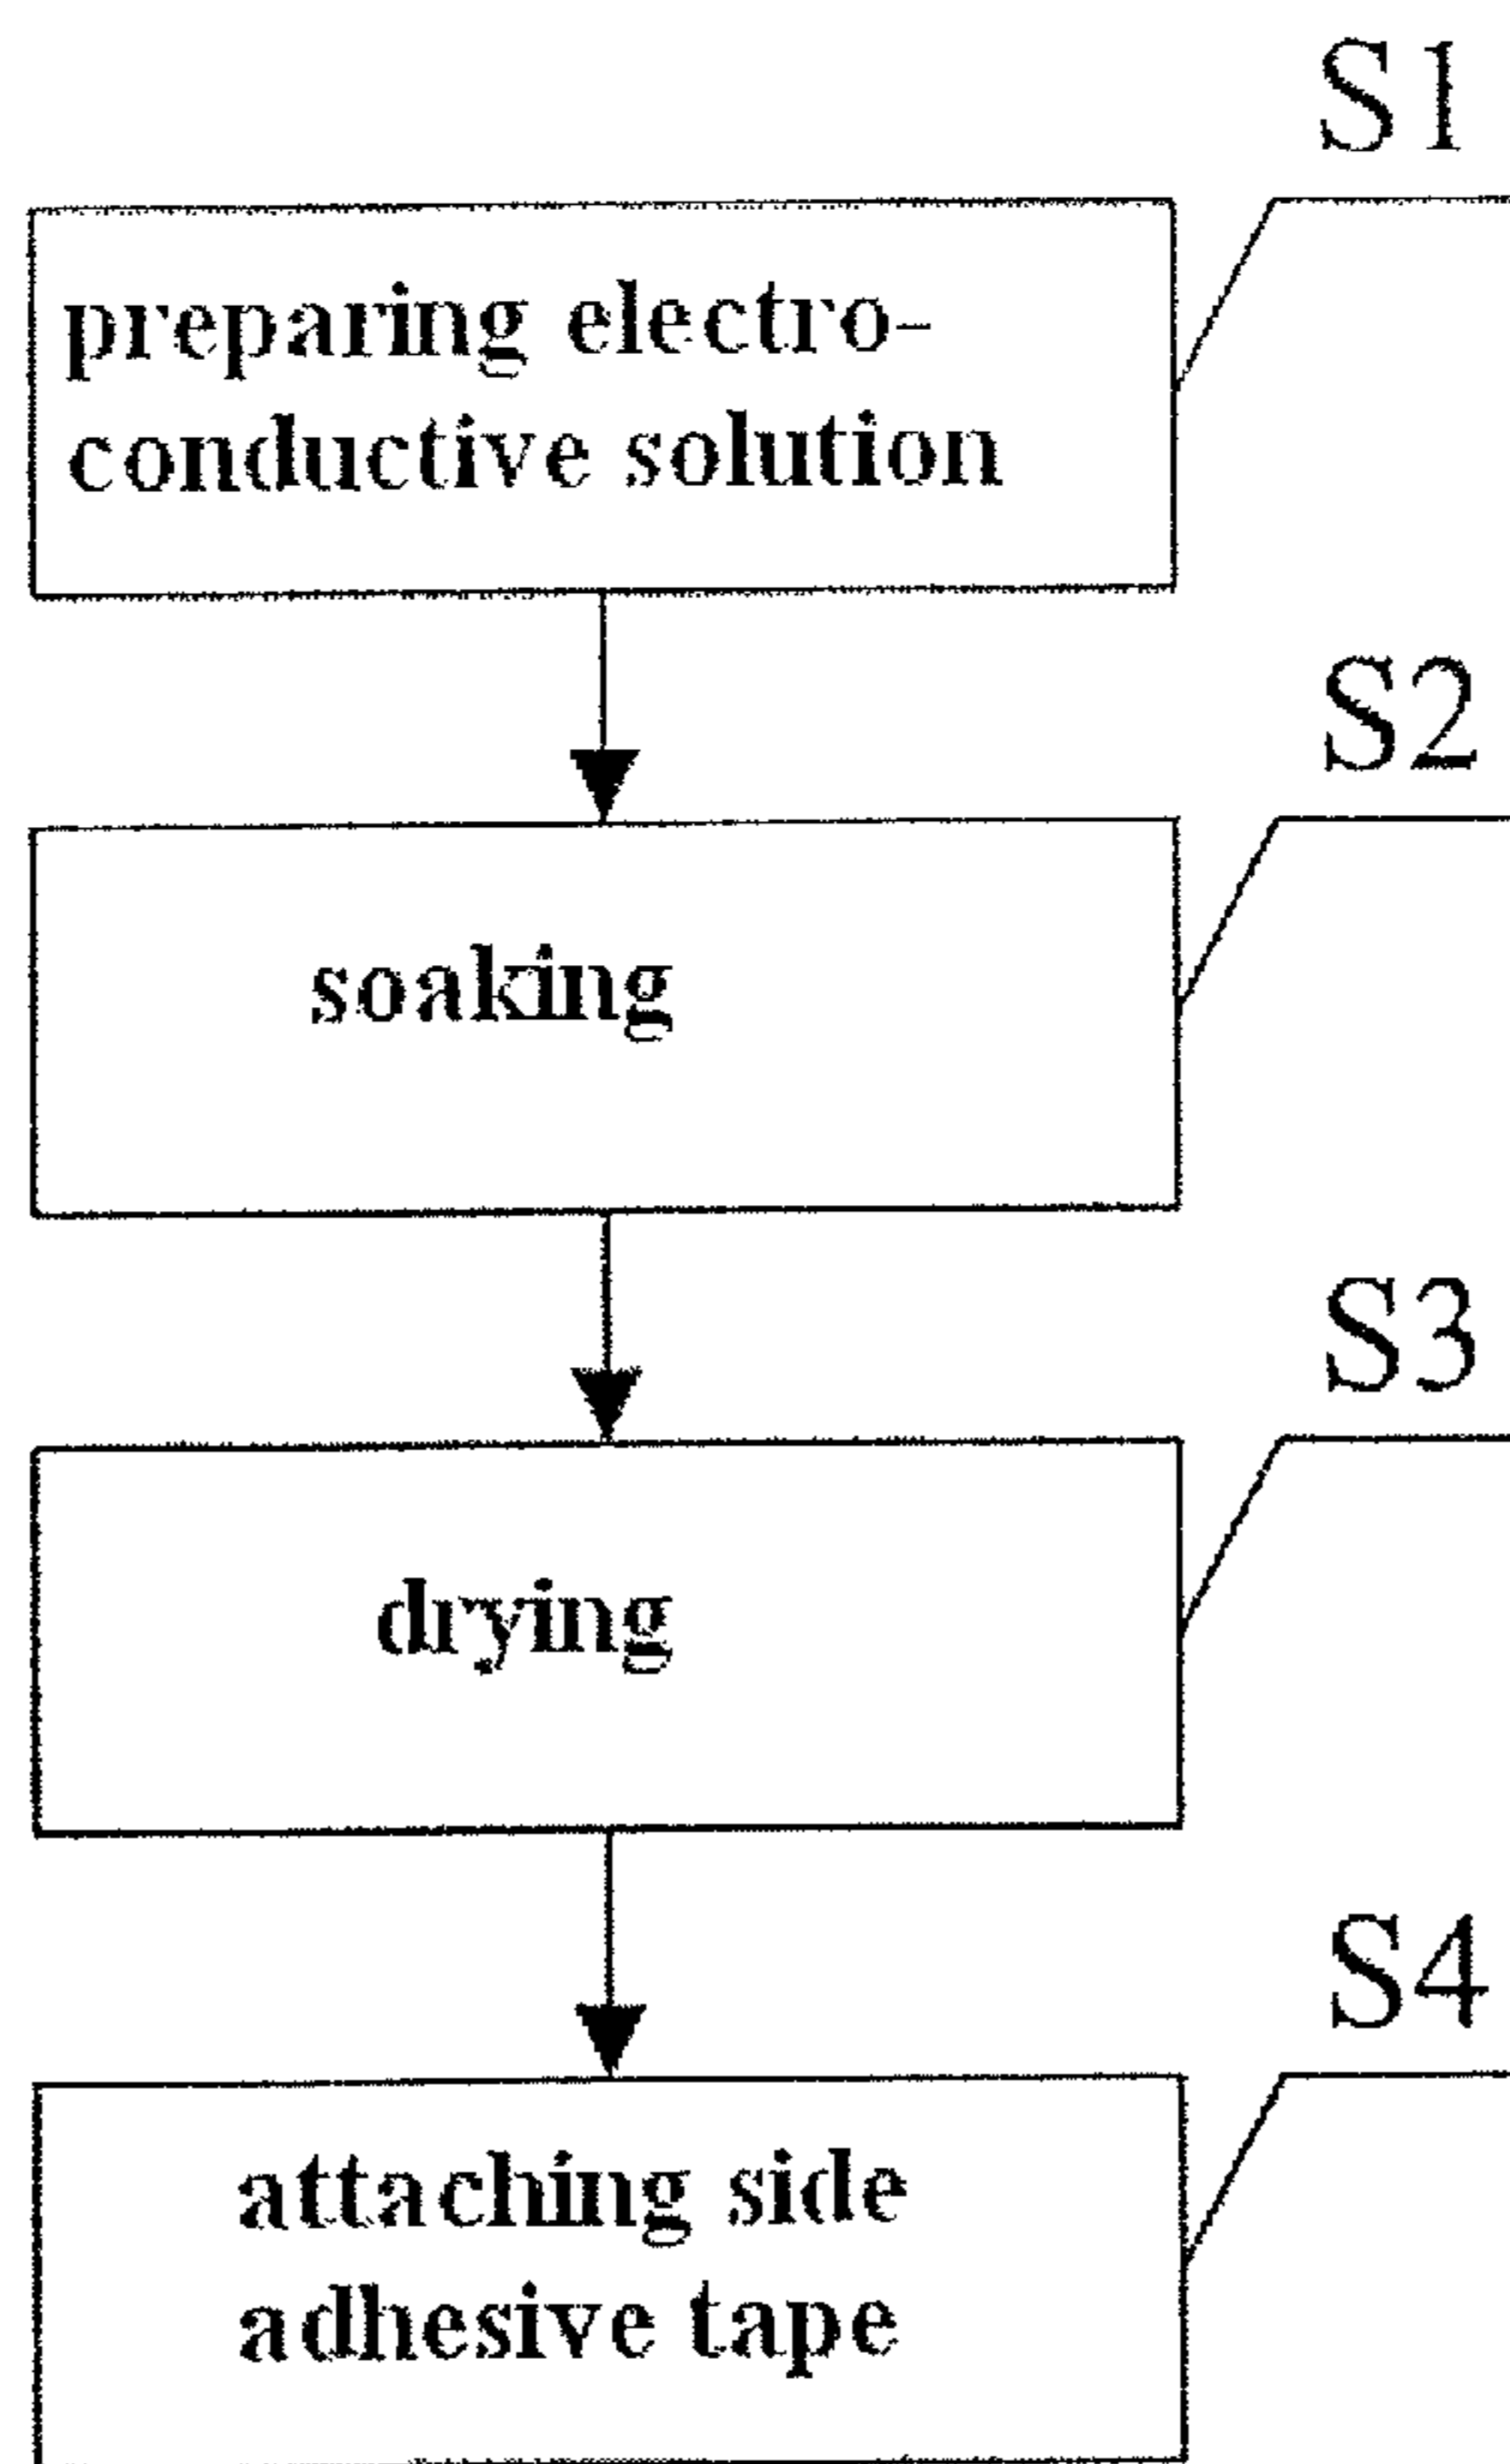 S1
preparing electro-
conductive solution
S2
soaking
S3
drying
S4
attaching side
adhesive tape